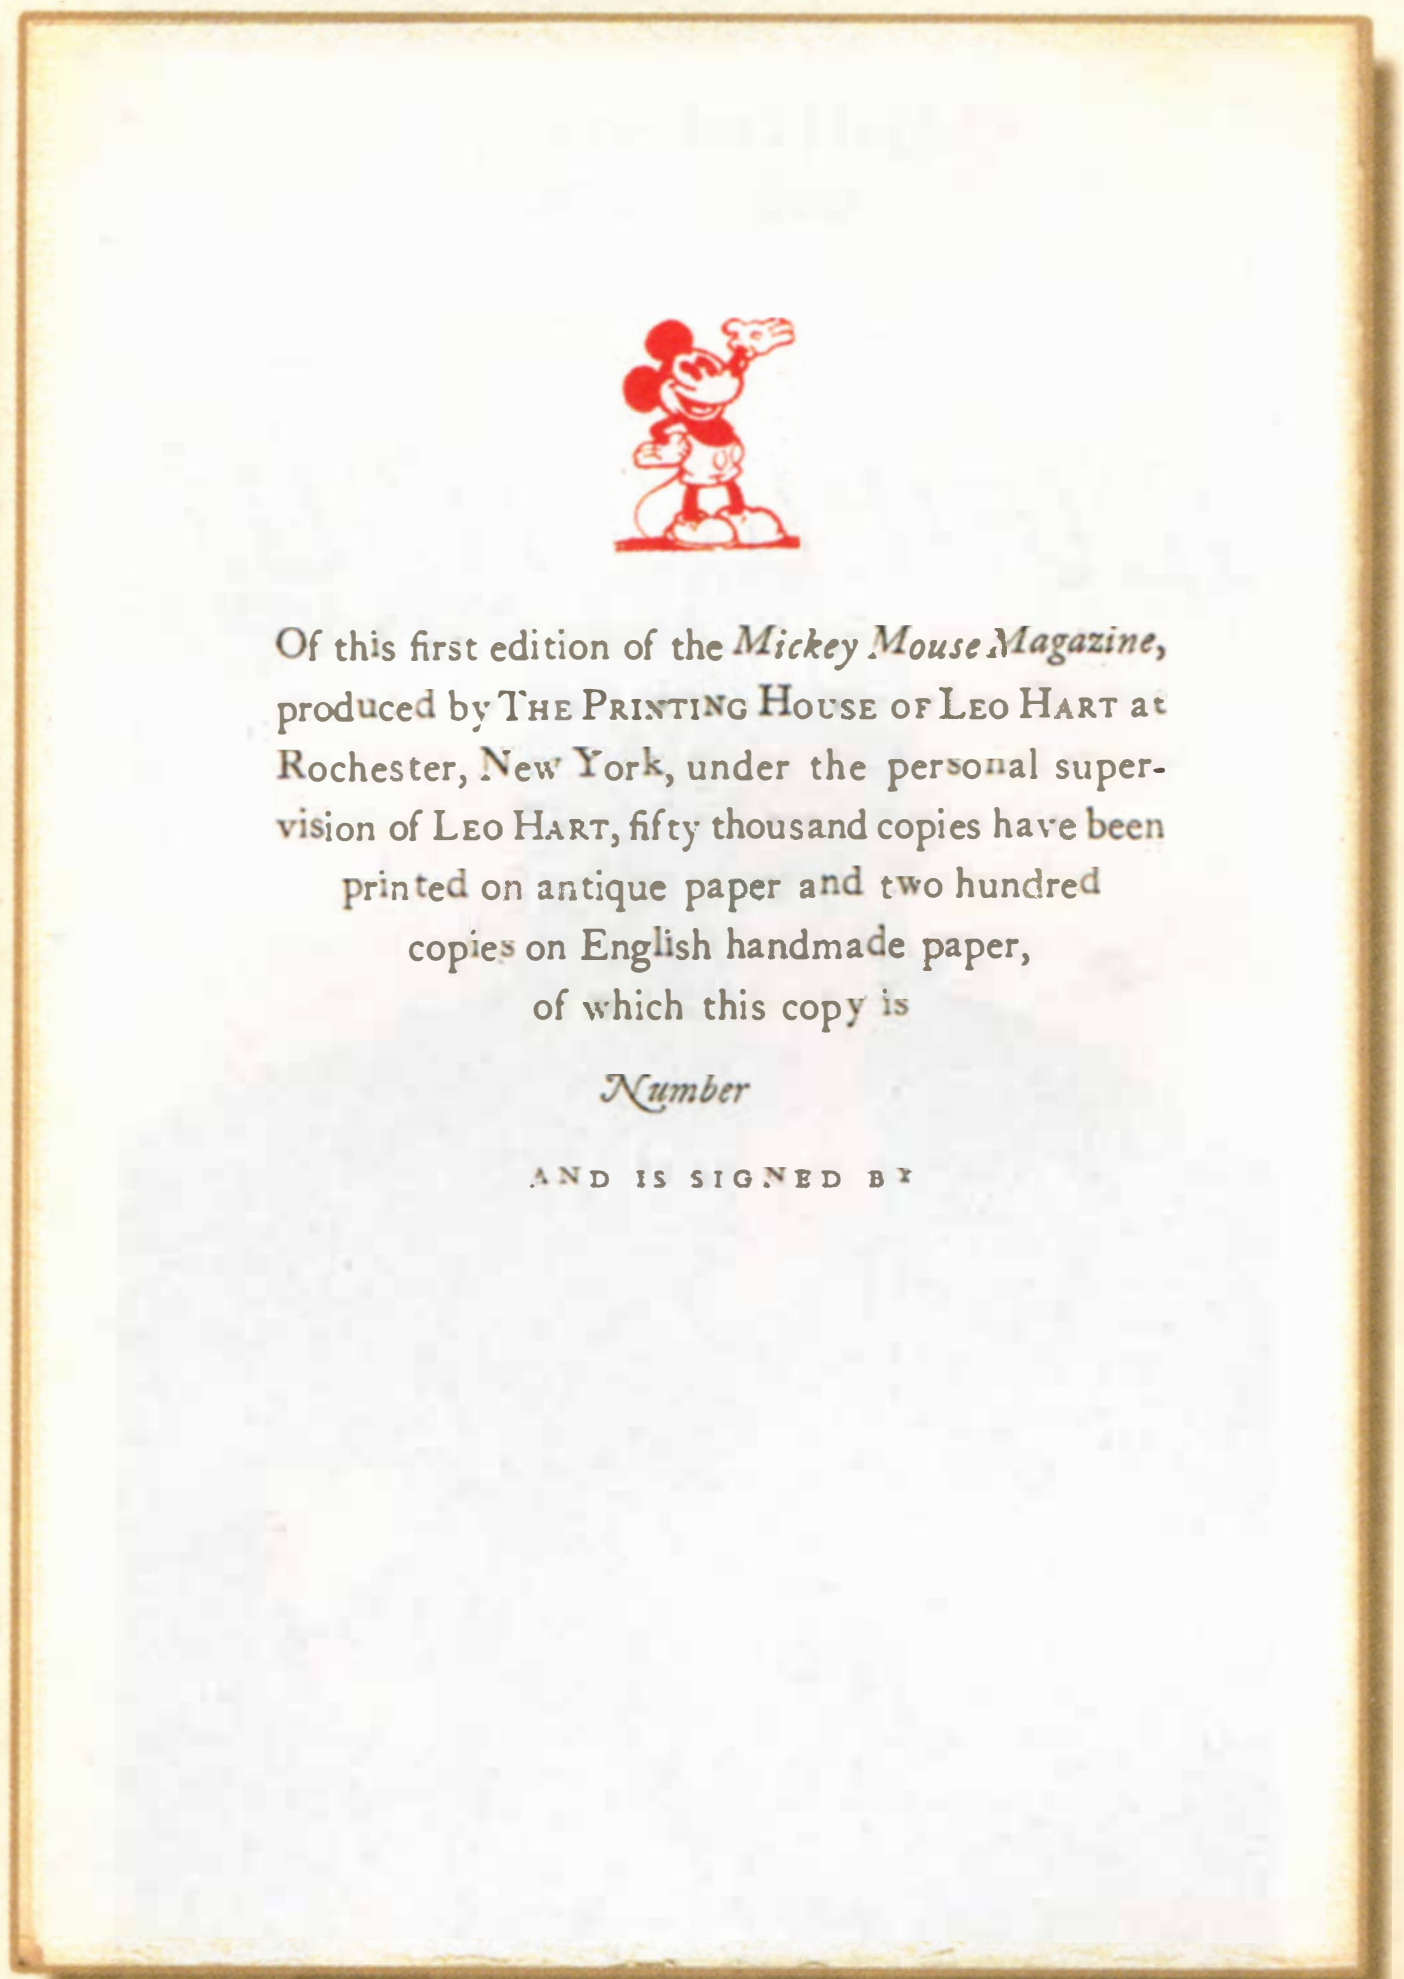 Of this first edition of the Mickey Mouse Magazine,
produced by THE PRINTING HOUSE OF LEO HART at
Rochester, New York, under the personal super-
vision of LEO HART, fifty thousand copies have been
printed on antique paper and two hundred
copies on English handmade paper,
of which this copy is
Number
AND IS SIGNED BY